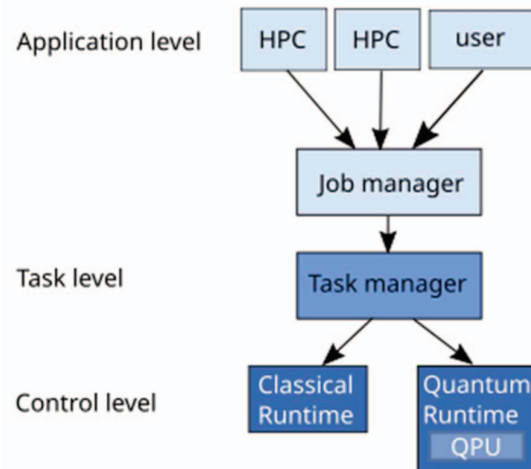 Application level
HPC
HPC
user
Job manager
Task level
Task manager
Control level
Classical
Runtime
Quantum
Runtime
QPU